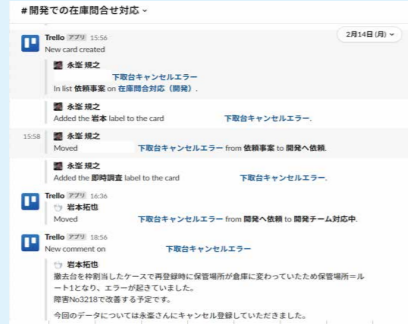 # 開発での在庫問合せ対応
2月14日 (月)
Trello アプリ 15:56
New card created
永峯 規之
下取台キャンセルエラー
In list 依頼事案 on 在庫問合対応（開発）.
永峯 規之
Added the 岩本 label to the card 下取台キャンセルエラー.
15:58 永峯 規之
Moved 下取台キャンセルエラー from 依頼事案 to 開発へ依頼.
永峯 規之
Added the 即時調査 label to the card 下取台キャンセルエラー.
Trello アプリ 16:36
岩本拓也
Moved 下取台キャンセルエラー from 開発へ依頼 to 開発チーム対応中.
Trello アプリ 18:56
New comment on 下取台キャンセルエラー
岩本拓也
撤去台を枠割当したケースで再登録時に保管場所が倉庫に変わっていたため保管場所＝ル
ート1となり、エラーが起きていました。
障害No3218で改善する予定です。
今回のデータについては永峯さんにキャンセル登録していただきました。